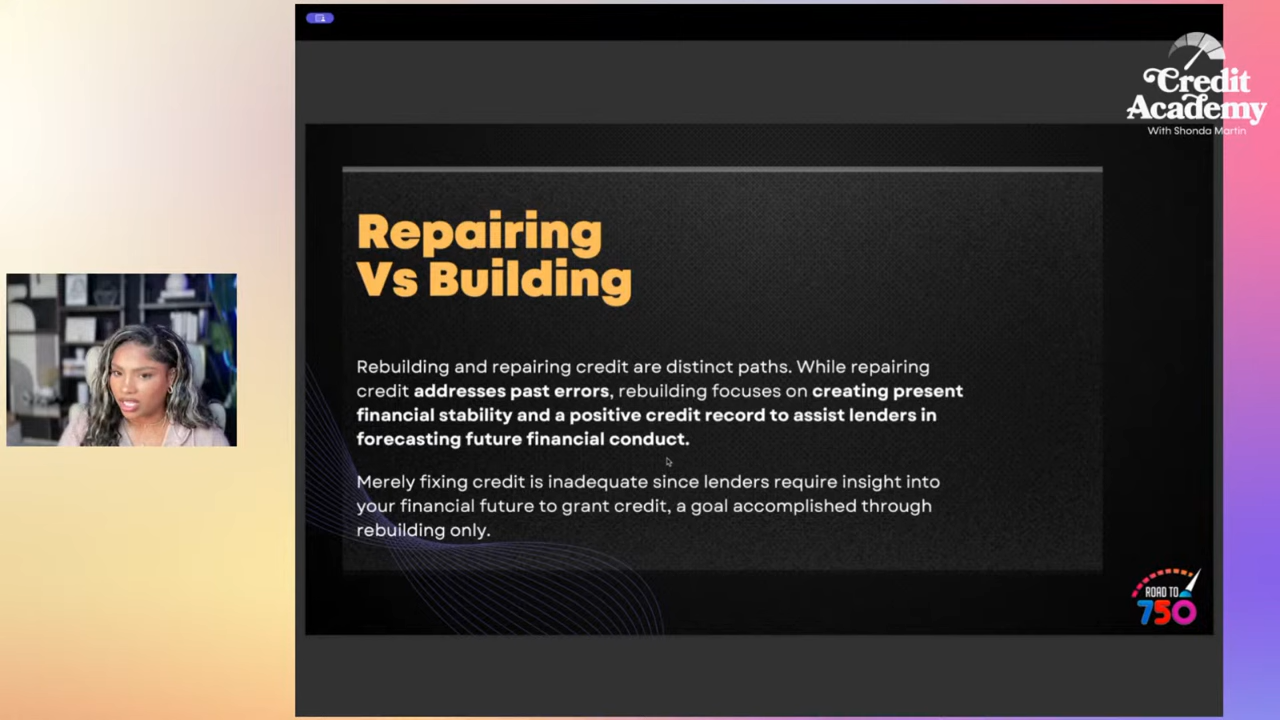 Credit
Academy
With Shonda Martin
Repairing
Vs Building
Rebuilding and repairing credit are distinct paths. While repairing
credit addresses past errors, rebuilding focuses on creating present
financial stability and a positive credit record to assist lenders in
forecasting future financial conduct.
Merely fixing credit is inadequate since lenders require insight into
your financial future to grant credit, a goal accomplished through
rebuilding only.
ROAD TO
750